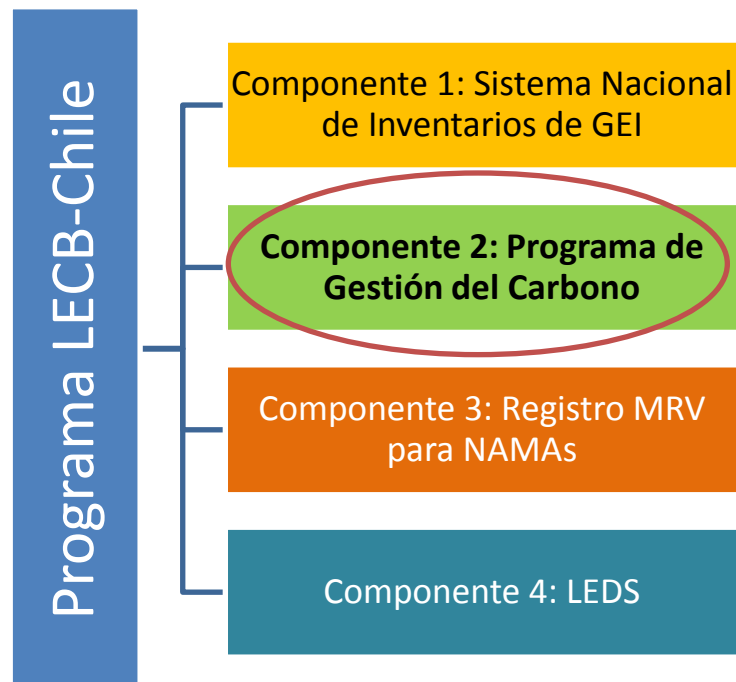 Programa LECB-Chile
Componente 1: Sistema Nacional
de Inventarios de GEI
Componente 2: Programa de
Gestión del Carbono
Componente 3: Registro MRV
para NAMAs
Componente 4: LEDS